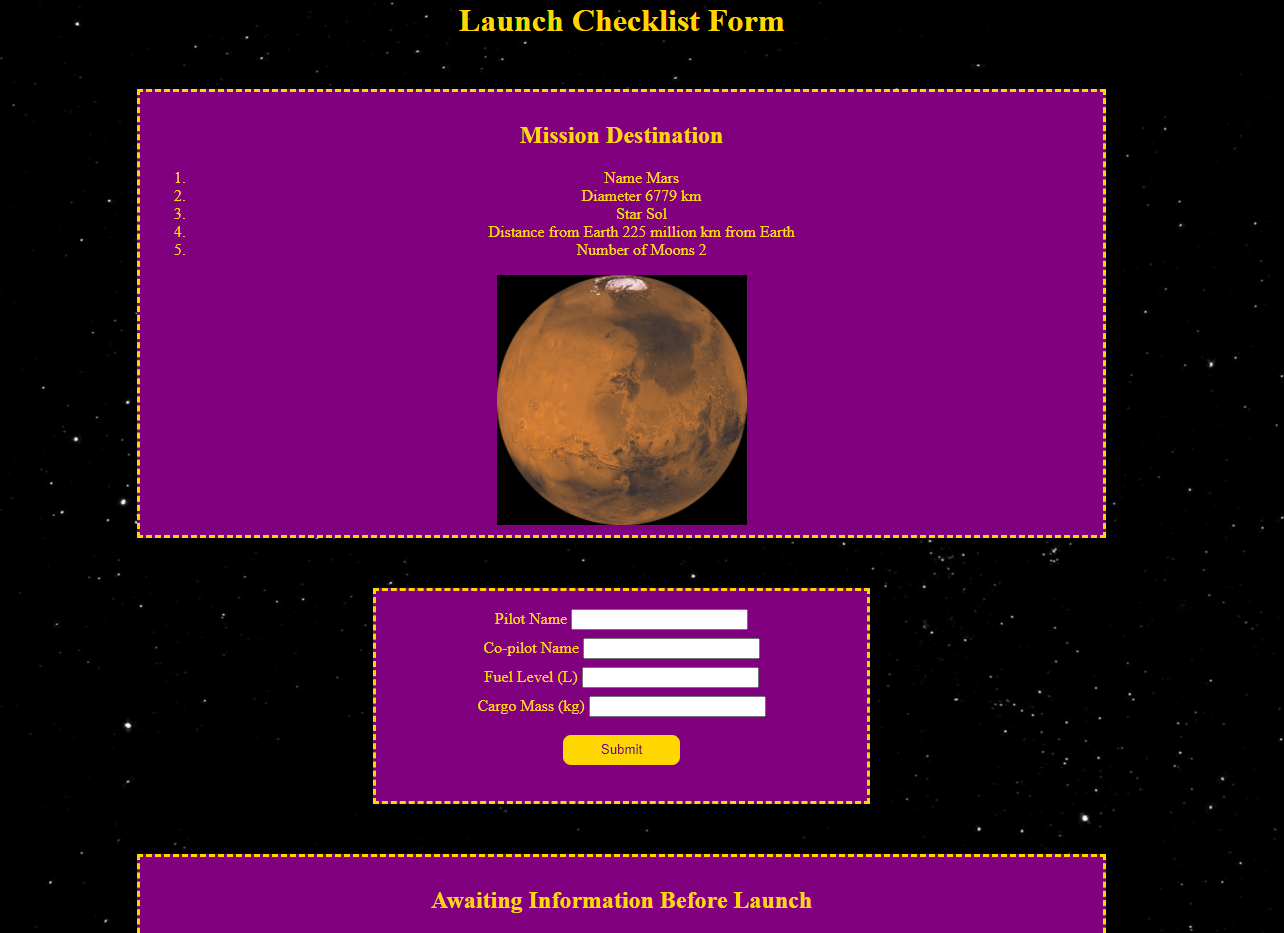 Launch Checklist Form
Mission Destination
1. Name Mars
2. Diameter 6779 km
3. Star Sol
4. Distance from Earth 225 million km from Earth
5. Number of Moons 2
Pilot Name
Co-pilot Name
Fuel Level (L)
Cargo Mass (kg)
Submit
Awaiting Information Before Launch